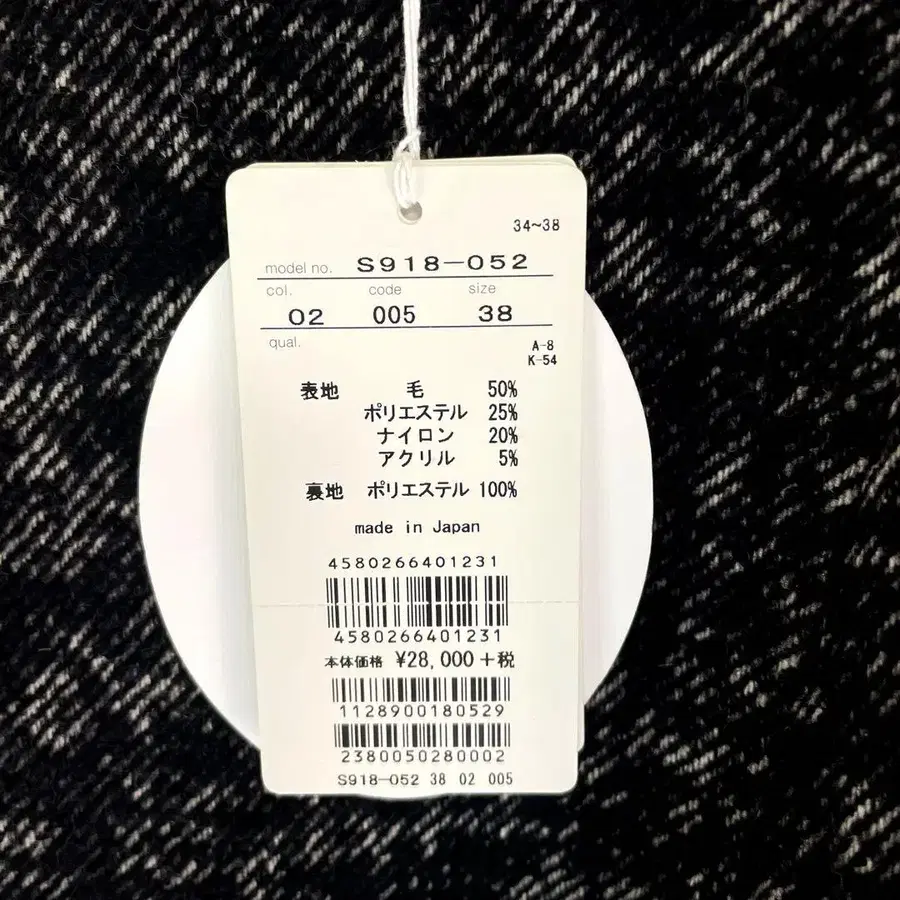 34~38
model no. S918-052
col. code size
02 005 38
qual.
A-8
K-54
表地 毛 50%
ポリエステル 25%
ナイロン 20%
アクリル 5%
裏地 ポリエステル 100%
made in Japan
4580266401231
4580266401231
本体価格 ¥28,000+税
1128900180529
2380050280002
S918-052 38 02 005